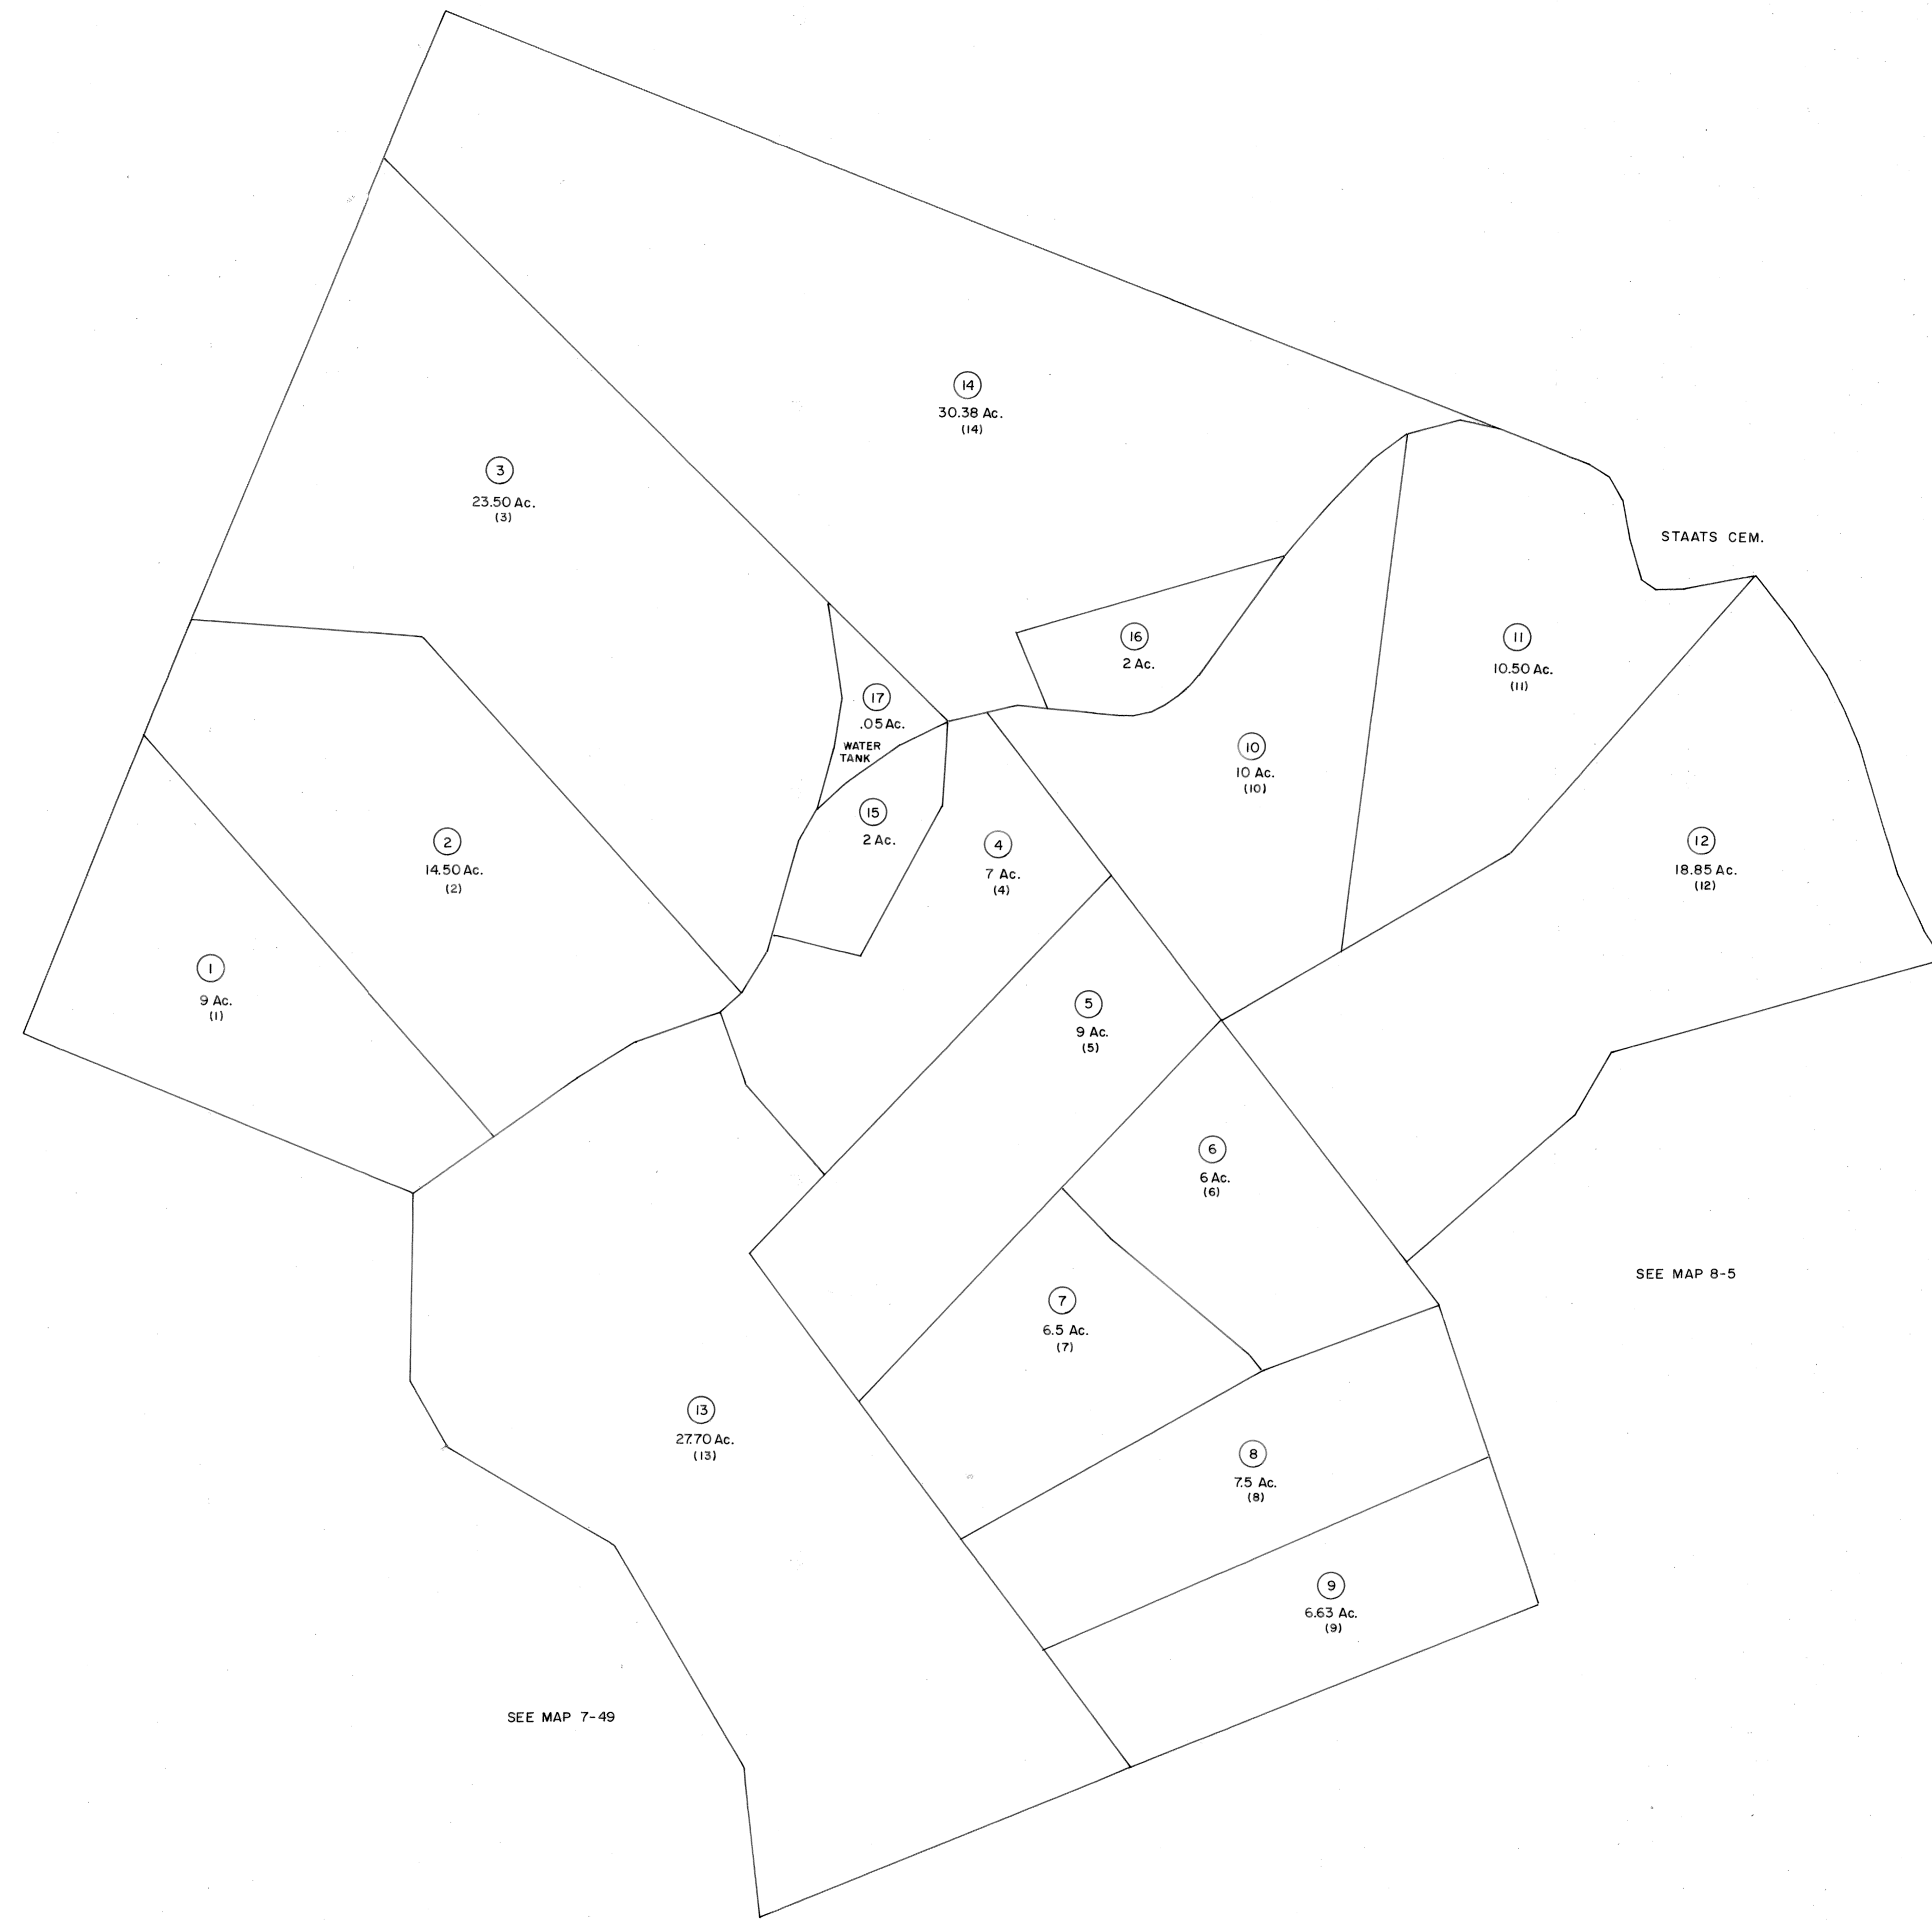 14
30.38 Ac.
(14)
3
23.50 Ac.
(3)
STAATS CEM.
16
2 Ac.
11
10.50 Ac.
(11)
17
.05 Ac.
WATER
TANK
10
10 Ac.
(10)
15
2 Ac.
4
7 Ac.
(4)
2
14.50 Ac.
(2)
12
18.85 Ac.
(12)
1
9 Ac.
(1)
5
9 Ac.
(5)
6
6 Ac.
(6)
SEE MAP 8-5
7
6.5 Ac.
(7)
13
27.70 Ac.
(13)
8
7.5 Ac.
(8)
9
6.63 Ac.
(9)
SEE MAP 7-49